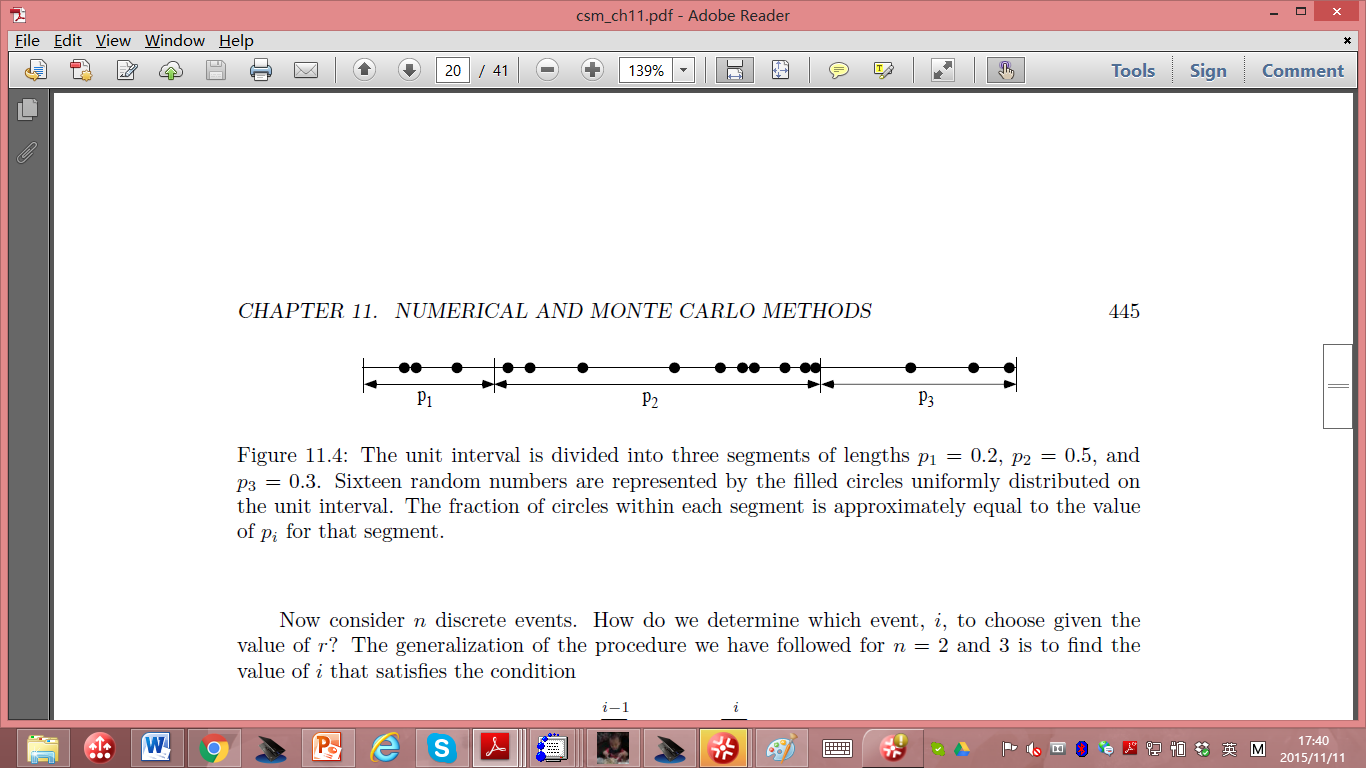 csm_ch11.pdf - Adobe Reader
File Edit View Window Help
20 / 41 139% Tools Sign Comment
CHAPTER 11. NUMERICAL AND MONTE CARLO METHODS 445
p1 p2 p3
Figure 11.4: The unit interval is divided into three segments of lengths p1 = 0.2, p2 = 0.5, and
p3 = 0.3. Sixteen random numbers are represented by the filled circles uniformly distributed on
the unit interval. The fraction of circles within each segment is approximately equal to the value
of pi for that segment.
Now consider n discrete events. How do we determine which event, i, to choose given the
value of r? The generalization of the procedure we have followed for n = 2 and 3 is to find the
value of i that satisfies the condition
i−1 i
英 M 17:40
2015/11/11